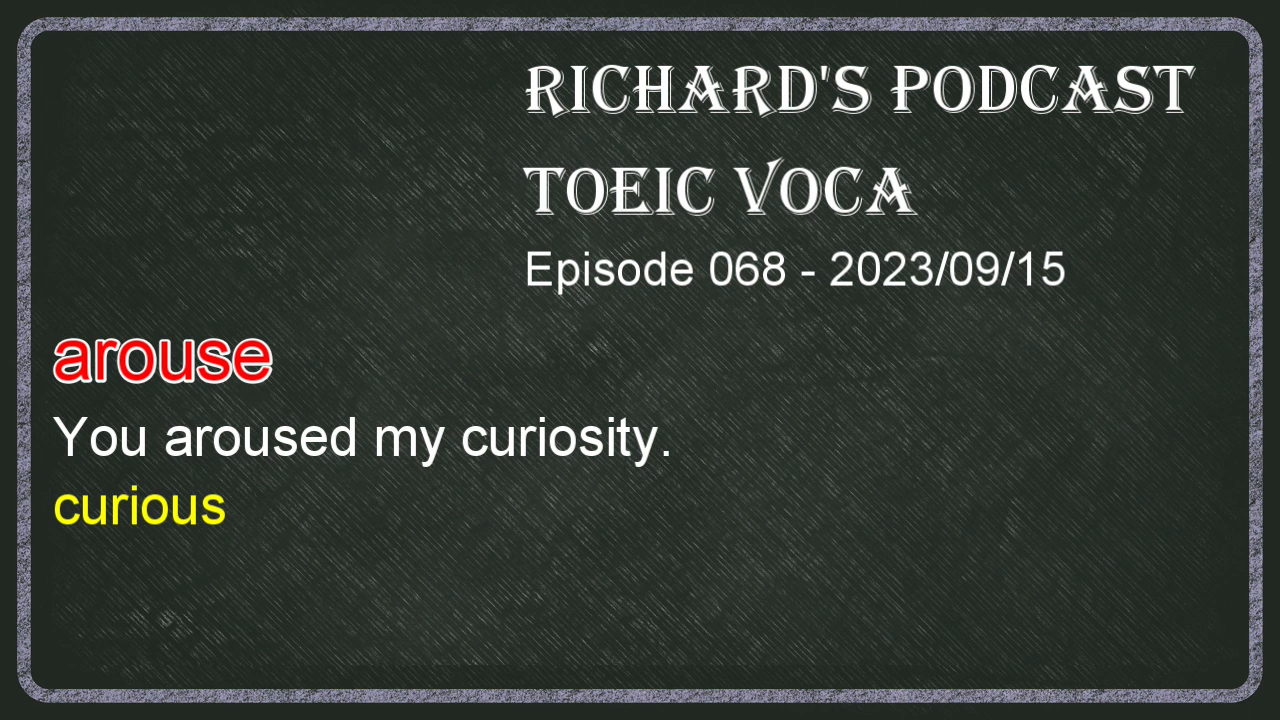 RICHARD'S PODCAST
TOEIC VOCA
Episode 068 - 2023/09/15
arouse
You aroused my curiosity.
curious